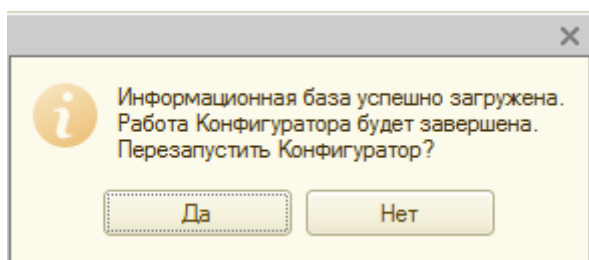 Информационная база успешно загружена.
Работа Конфигуратора будет завершена.
Перезапустить Конфигуратор?
Да
Нет